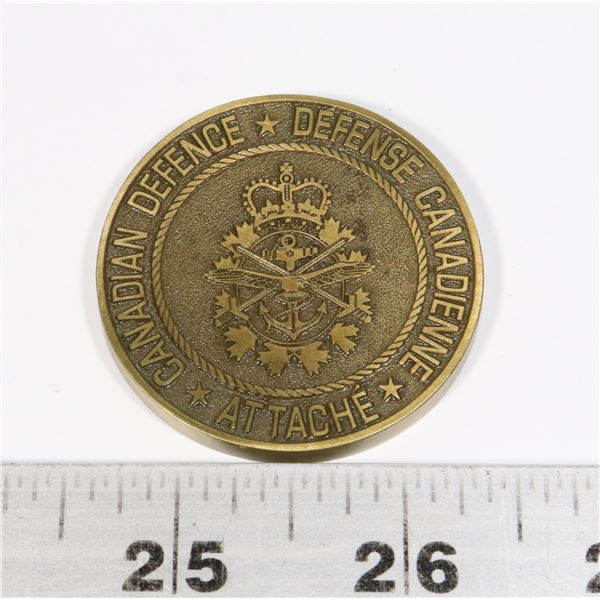 CANADIAN DEFENCE ★ DÉFENSE CANADIENNE
★ ATTACHÉ ★
25 26